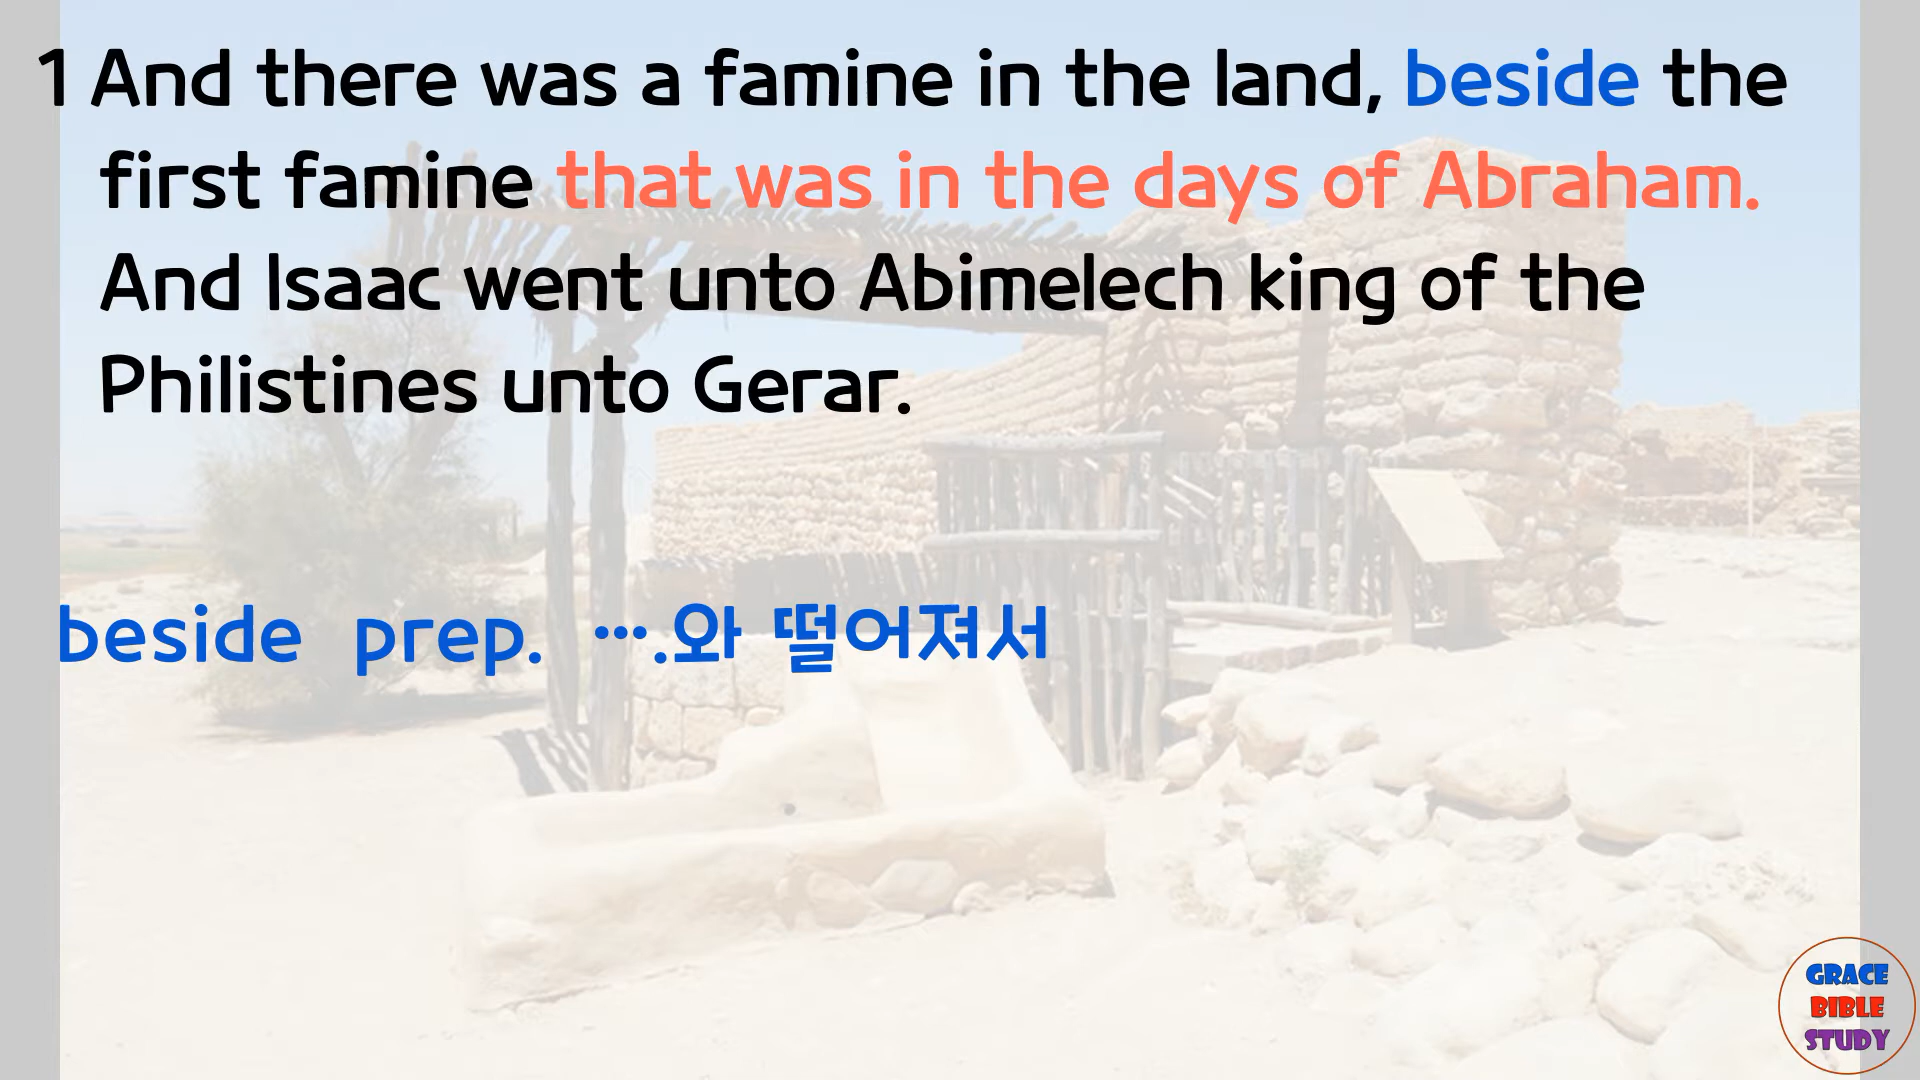 1 And there was a famine in the land, beside the
first famine that was in the days of Abraham.
And Isaac went unto Abimelech king of the
Philistines unto Gerar.
beside prep. ….와 떨어져서
GRACE
BIBLE
STUDY